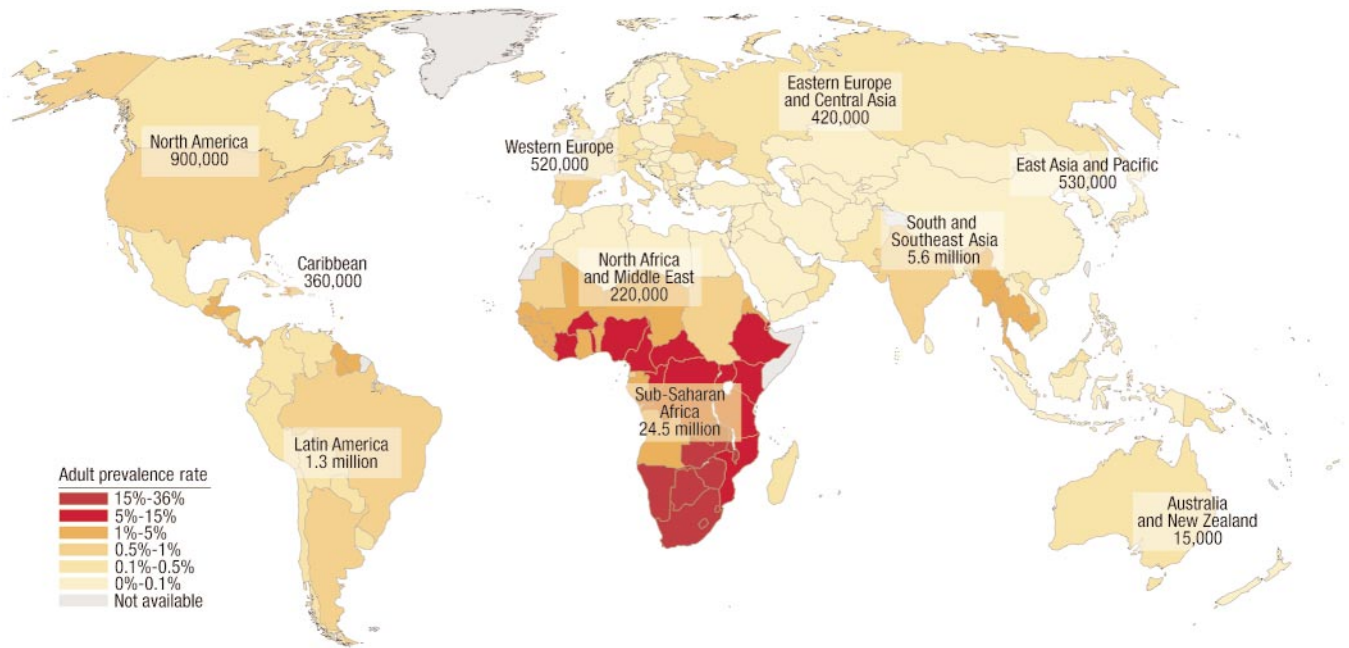 Eastern Europe
and Central Asia
420,000
North America
900,000
Western Europe
520,000
East Asia and Pacific
530,000
South and
Southeast Asia
5.6 million
Caribbean
360,000
North Africa
and Middle East
220,000
Sub-Saharan
Africa
24.5 million
Latin America
1.3 million
Australia
and New Zealand
15,000
Adult prevalence rate
15%-36%
5%-15%
1%-5%
0.5%-1%
0.1%-0.5%
0%-0.1%
Not available